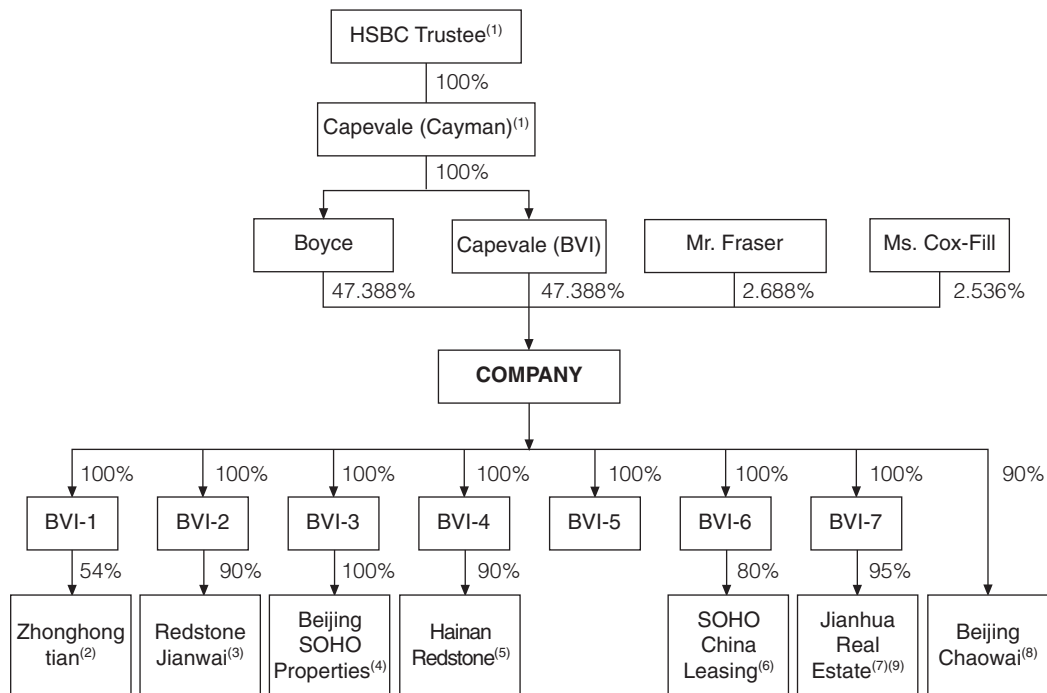 HSBC Trustee(1)
100%
Capevale (Cayman)(1)
100%
Boyce
Capevale (BVI)
Mr. Fraser
Ms. Cox-Fill
47.388%
47.388%
2.688%
2.536%
COMPANY
100%
100%
100%
100%
100%
100%
100%
90%
BVI-1
BVI-2
BVI-3
BVI-4
BVI-5
BVI-6
BVI-7
54%
90%
100%
90%
80%
95%
Zhonghong
tian(2)
Redstone
Jianwai(3)
Beijing
SOHO
Properties(4)
Hainan
Redstone(5)
SOHO
China
Leasing(6)
Jianhua
Real
Estate(7)(9)
Beijing
Chaowai(8)